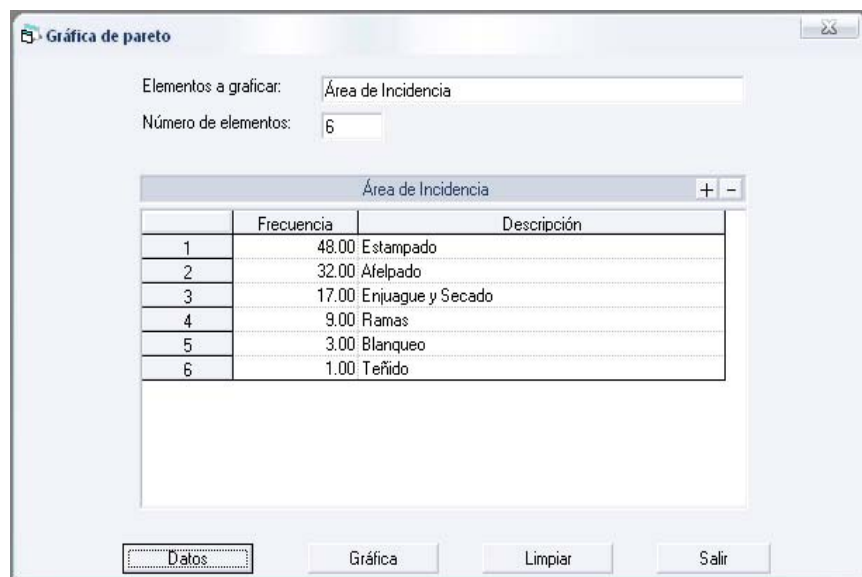 Gráfica de pareto
Elementos a graficar: Área de Incidencia
Número de elementos: 6
Área de Incidencia + -
Frecuencia Descripción
1 48.00 Estampado
2 32.00 Afelpado
3 17.00 Enjuague y Secado
4 9.00 Ramas
5 3.00 Blanqueo
6 1.00 Teñido
Datos Gráfica Limpiar Salir